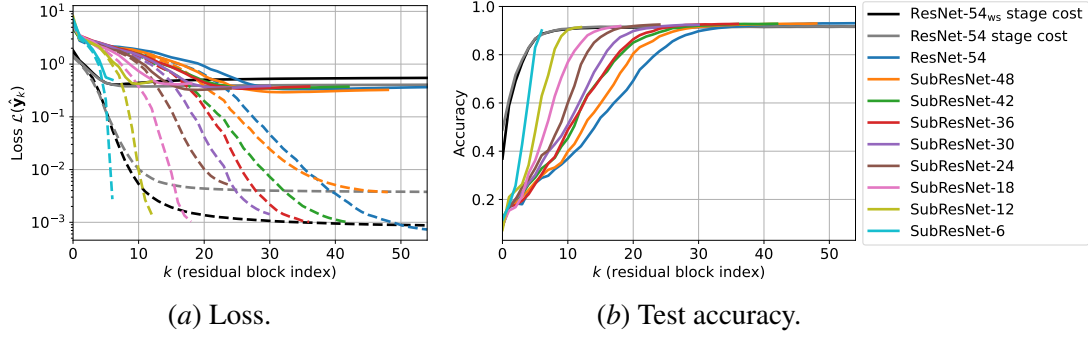 10¹
10⁰
10⁻¹
10⁻²
10⁻³
Loss ℒ(ŷₖ)
0 10 20 30 40 50
k (residual block index)
(a) Loss.
1.0
0.8
0.6
0.4
0.2
Accuracy
0 10 20 30 40 50
k (residual block index)
(b) Test accuracy.
ResNet-54ws stage cost
ResNet-54 stage cost
ResNet-54
SubResNet-48
SubResNet-42
SubResNet-36
SubResNet-30
SubResNet-24
SubResNet-18
SubResNet-12
SubResNet-6